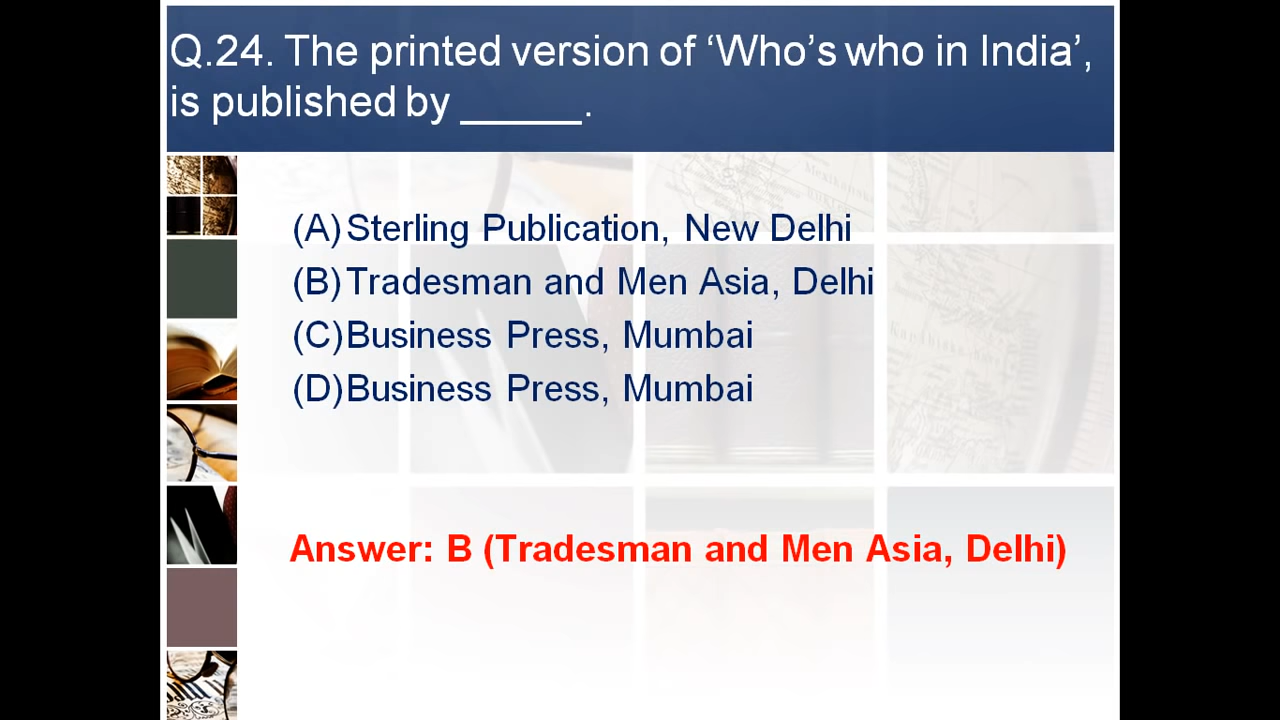 Q.24. The printed version of ‘Who’s who in India’,
is published by ______.
(A) Sterling Publication, New Delhi
(B) Tradesman and Men Asia, Delhi
(C) Business Press, Mumbai
(D) Business Press, Mumbai
Answer: B (Tradesman and Men Asia, Delhi)